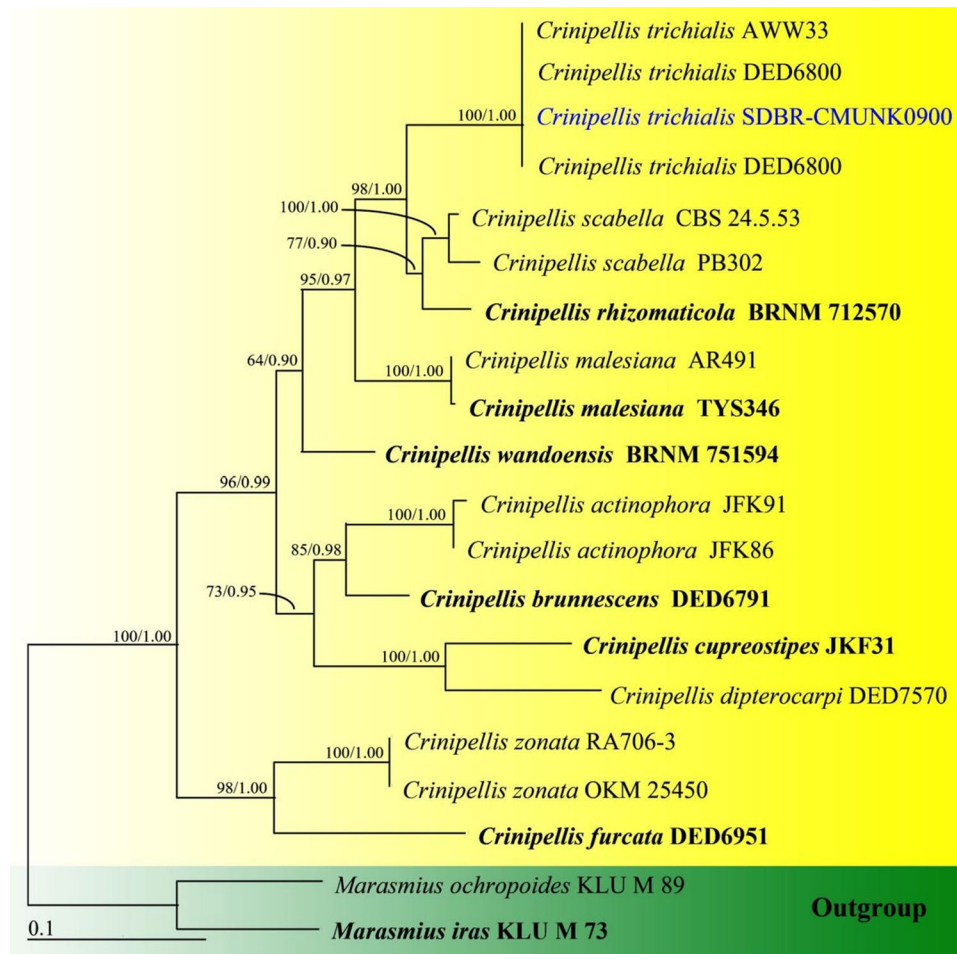 Crinipellis trichialis AWW33
Crinipellis trichialis DED6800
100/1.00
Crinipellis trichialis SDBR-CMUNK0900
Crinipellis trichialis DED6800
98/1.00
100/1.00
Crinipellis scabella CBS 24.5.53
77/0.90
Crinipellis scabella PB302
95/0.97
Crinipellis rhizomaticola BRNM 712570
64/0.90
Crinipellis malesiana AR491
100/1.00
Crinipellis malesiana TYS346
Crinipellis wandoensis BRNM 751594
96/0.99
Crinipellis actinophora JFK91
100/1.00
Crinipellis actinophora JFK86
85/0.98
73/0.95
Crinipellis brunnescens DED6791
100/1.00
Crinipellis cupreostipes JKF31
100/1.00
Crinipellis dipterocarpi DED7570
Crinipellis zonata RA706-3
100/1.00
Crinipellis zonata OKM 25450
98/1.00
Crinipellis furcata DED6951
Marasmius ochropoides KLU M 89
Outgroup
Marasmius iras KLU M 73
0.1